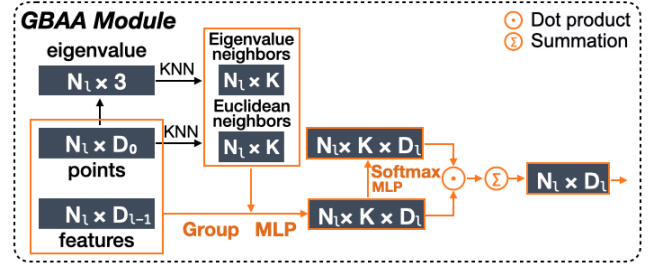 GBAA Module
Dot product
Summation
eigenvalue
Nₗ × 3
KNN
Eigenvalue
neighbors
Nₗ × K
Euclidean
neighbors
Nₗ × K
Nₗ × D₀
KNN
points
Nₗ × Dₗ₋₁
features
Group MLP
Nₗ× K × Dₗ
Softmax
MLP
Nₗ× K × Dₗ
Σ
Nₗ × Dₗ